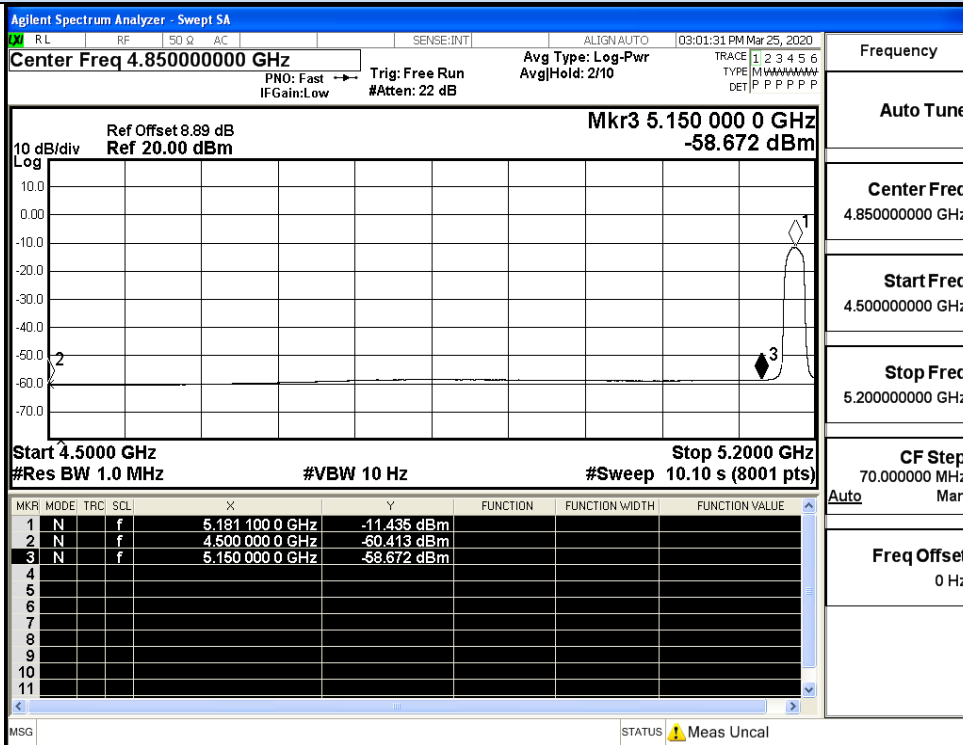 Agilent Spectrum Analyzer - Swept SA
LXI RL RF 50 Ω AC SENSE:INT ALIGN AUTO 03:01:31 PM Mar 25, 2020
Center Freq 4.850000000 GHz
PNO: Fast
IFGain:Low
Trig: Free Run
#Atten: 22 dB
Avg Type: Log-Pwr
Avg|Hold: 2/10
TRACE 1 2 3 4 5 6
TYPE M W W W W W
DET P P P P P P
Ref Offset 8.89 dB
10 dB/div Ref 20.00 dBm
Log
Mkr3 5.150 000 0 GHz
-58.672 dBm
10.0
0.00
-10.0
-20.0
-30.0
-40.0
-50.0
-60.0
-70.0
1
2
3
Start 4.5000 GHz Stop 5.2000 GHz
#Res BW 1.0 MHz #VBW 10 Hz #Sweep 10.10 s (8001 pts)
MKR MODE TRC SCL X Y FUNCTION FUNCTION WIDTH FUNCTION VALUE
1 N f 5.181 100 0 GHz -11.435 dBm
2 N f 4.500 000 0 GHz -60.413 dBm
3 N f 5.150 000 0 GHz -58.672 dBm
4
5
6
7
8
9
10
11
MSG STATUS Meas Uncal
Frequency
Auto Tune
Center Freq
4.850000000 GHz
Start Freq
4.500000000 GHz
Stop Freq
5.200000000 GHz
CF Step
70.000000 MHz
Auto Man
Freq Offset
0 Hz